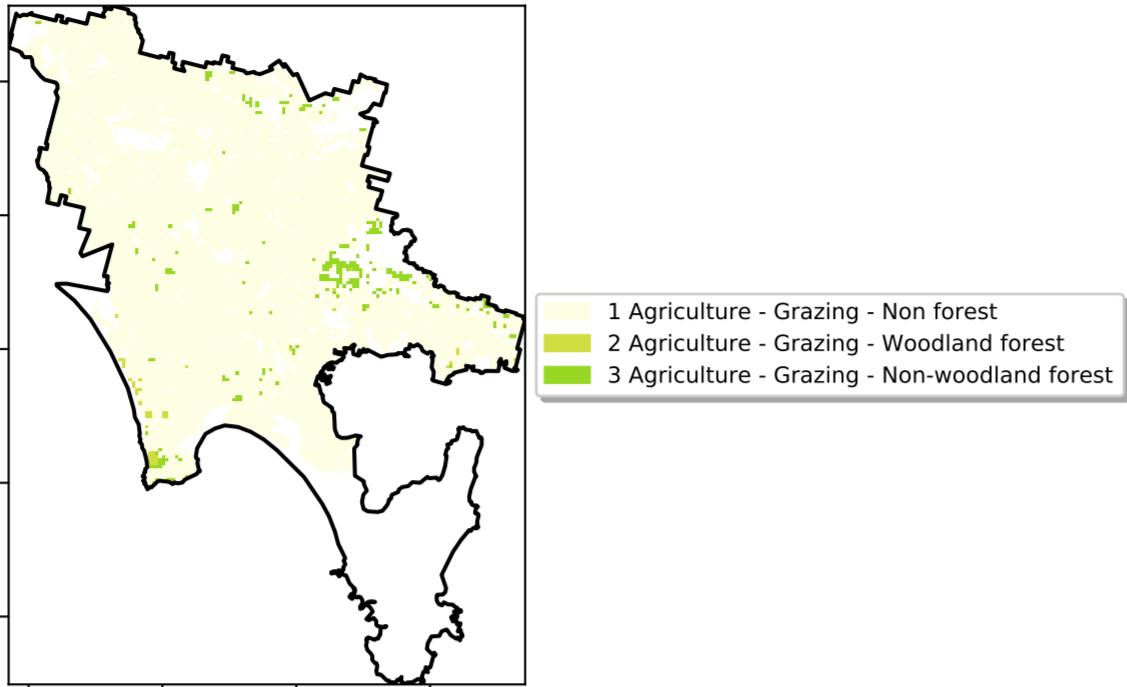 1 Agriculture - Grazing - Non forest
2 Agriculture - Grazing - Woodland forest
3 Agriculture - Grazing - Non-woodland forest